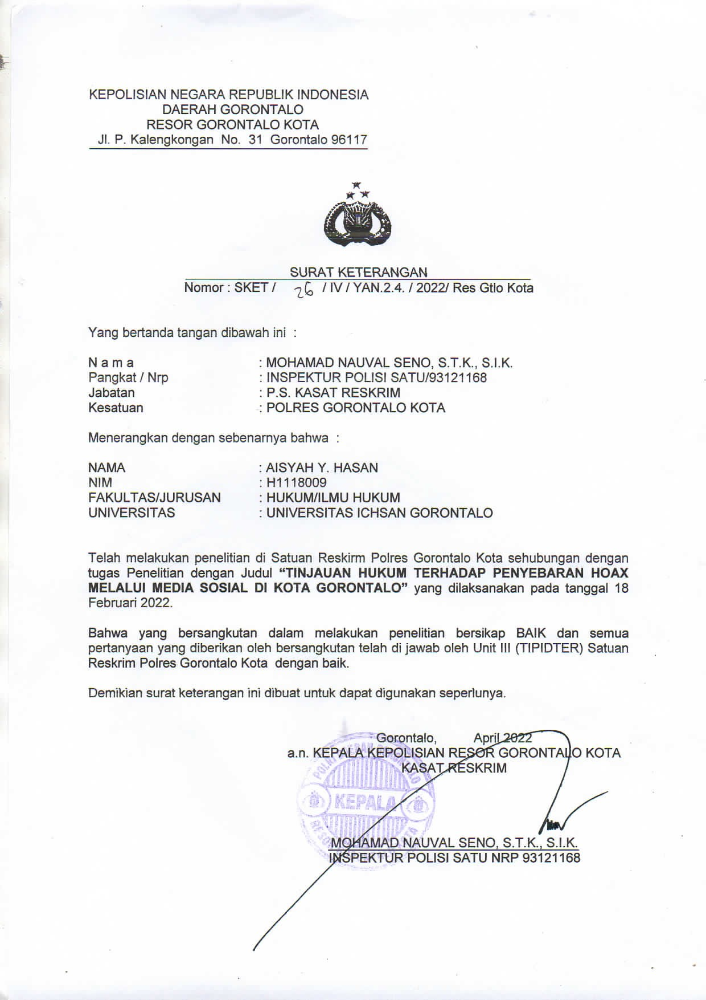 KEPOLISIAN NEGARA REPUBLIK INDONESIA
DAERAH GORONTALO
RESOR GORONTALO KOTA
Jl. P. Kalengkongan No. 31 Gorontalo 96117
SURAT KETERANGAN
Nomor : SKET / 26 / IV / YAN.2.4. / 2022/ Res Gtlo Kota
Yang bertanda tangan dibawah ini :
N a m a : MOHAMAD NAUVAL SENO, S.T.K., S.I.K.
Pangkat / Nrp : INSPEKTUR POLISI SATU/93121168
Jabatan : P.S. KASAT RESKRIM
Kesatuan : POLRES GORONTALO KOTA
Menerangkan dengan sebenarnya bahwa :
NAMA : AISYAH Y. HASAN
NIM : H1118009
FAKULTAS/JURUSAN : HUKUM/ILMU HUKUM
UNIVERSITAS : UNIVERSITAS ICHSAN GORONTALO
Telah melakukan penelitian di Satuan Reskirm Polres Gorontalo Kota sehubungan dengan
tugas Penelitian dengan Judul “TINJAUAN HUKUM TERHADAP PENYEBARAN HOAX
MELALUI MEDIA SOSIAL DI KOTA GORONTALO” yang dilaksanakan pada tanggal 18
Februari 2022.
Bahwa yang bersangkutan dalam melakukan penelitian bersikap BAIK dan semua
pertanyaan yang diberikan oleh bersangkutan telah di jawab oleh Unit III (TIPIDTER) Satuan
Reskrim Polres Gorontalo Kota dengan baik.
Demikian surat keterangan ini dibuat untuk dapat digunakan seperlunya.
Gorontalo, April 2022
a.n. KEPALA KEPOLISIAN RESOR GORONTALO KOTA
KASAT RESKRIM
POLRI DAERAH GORONTALO
KEPALA
MOHAMAD NAUVAL SENO, S.T.K., S.I.K.
INSPEKTUR POLISI SATU NRP 93121168